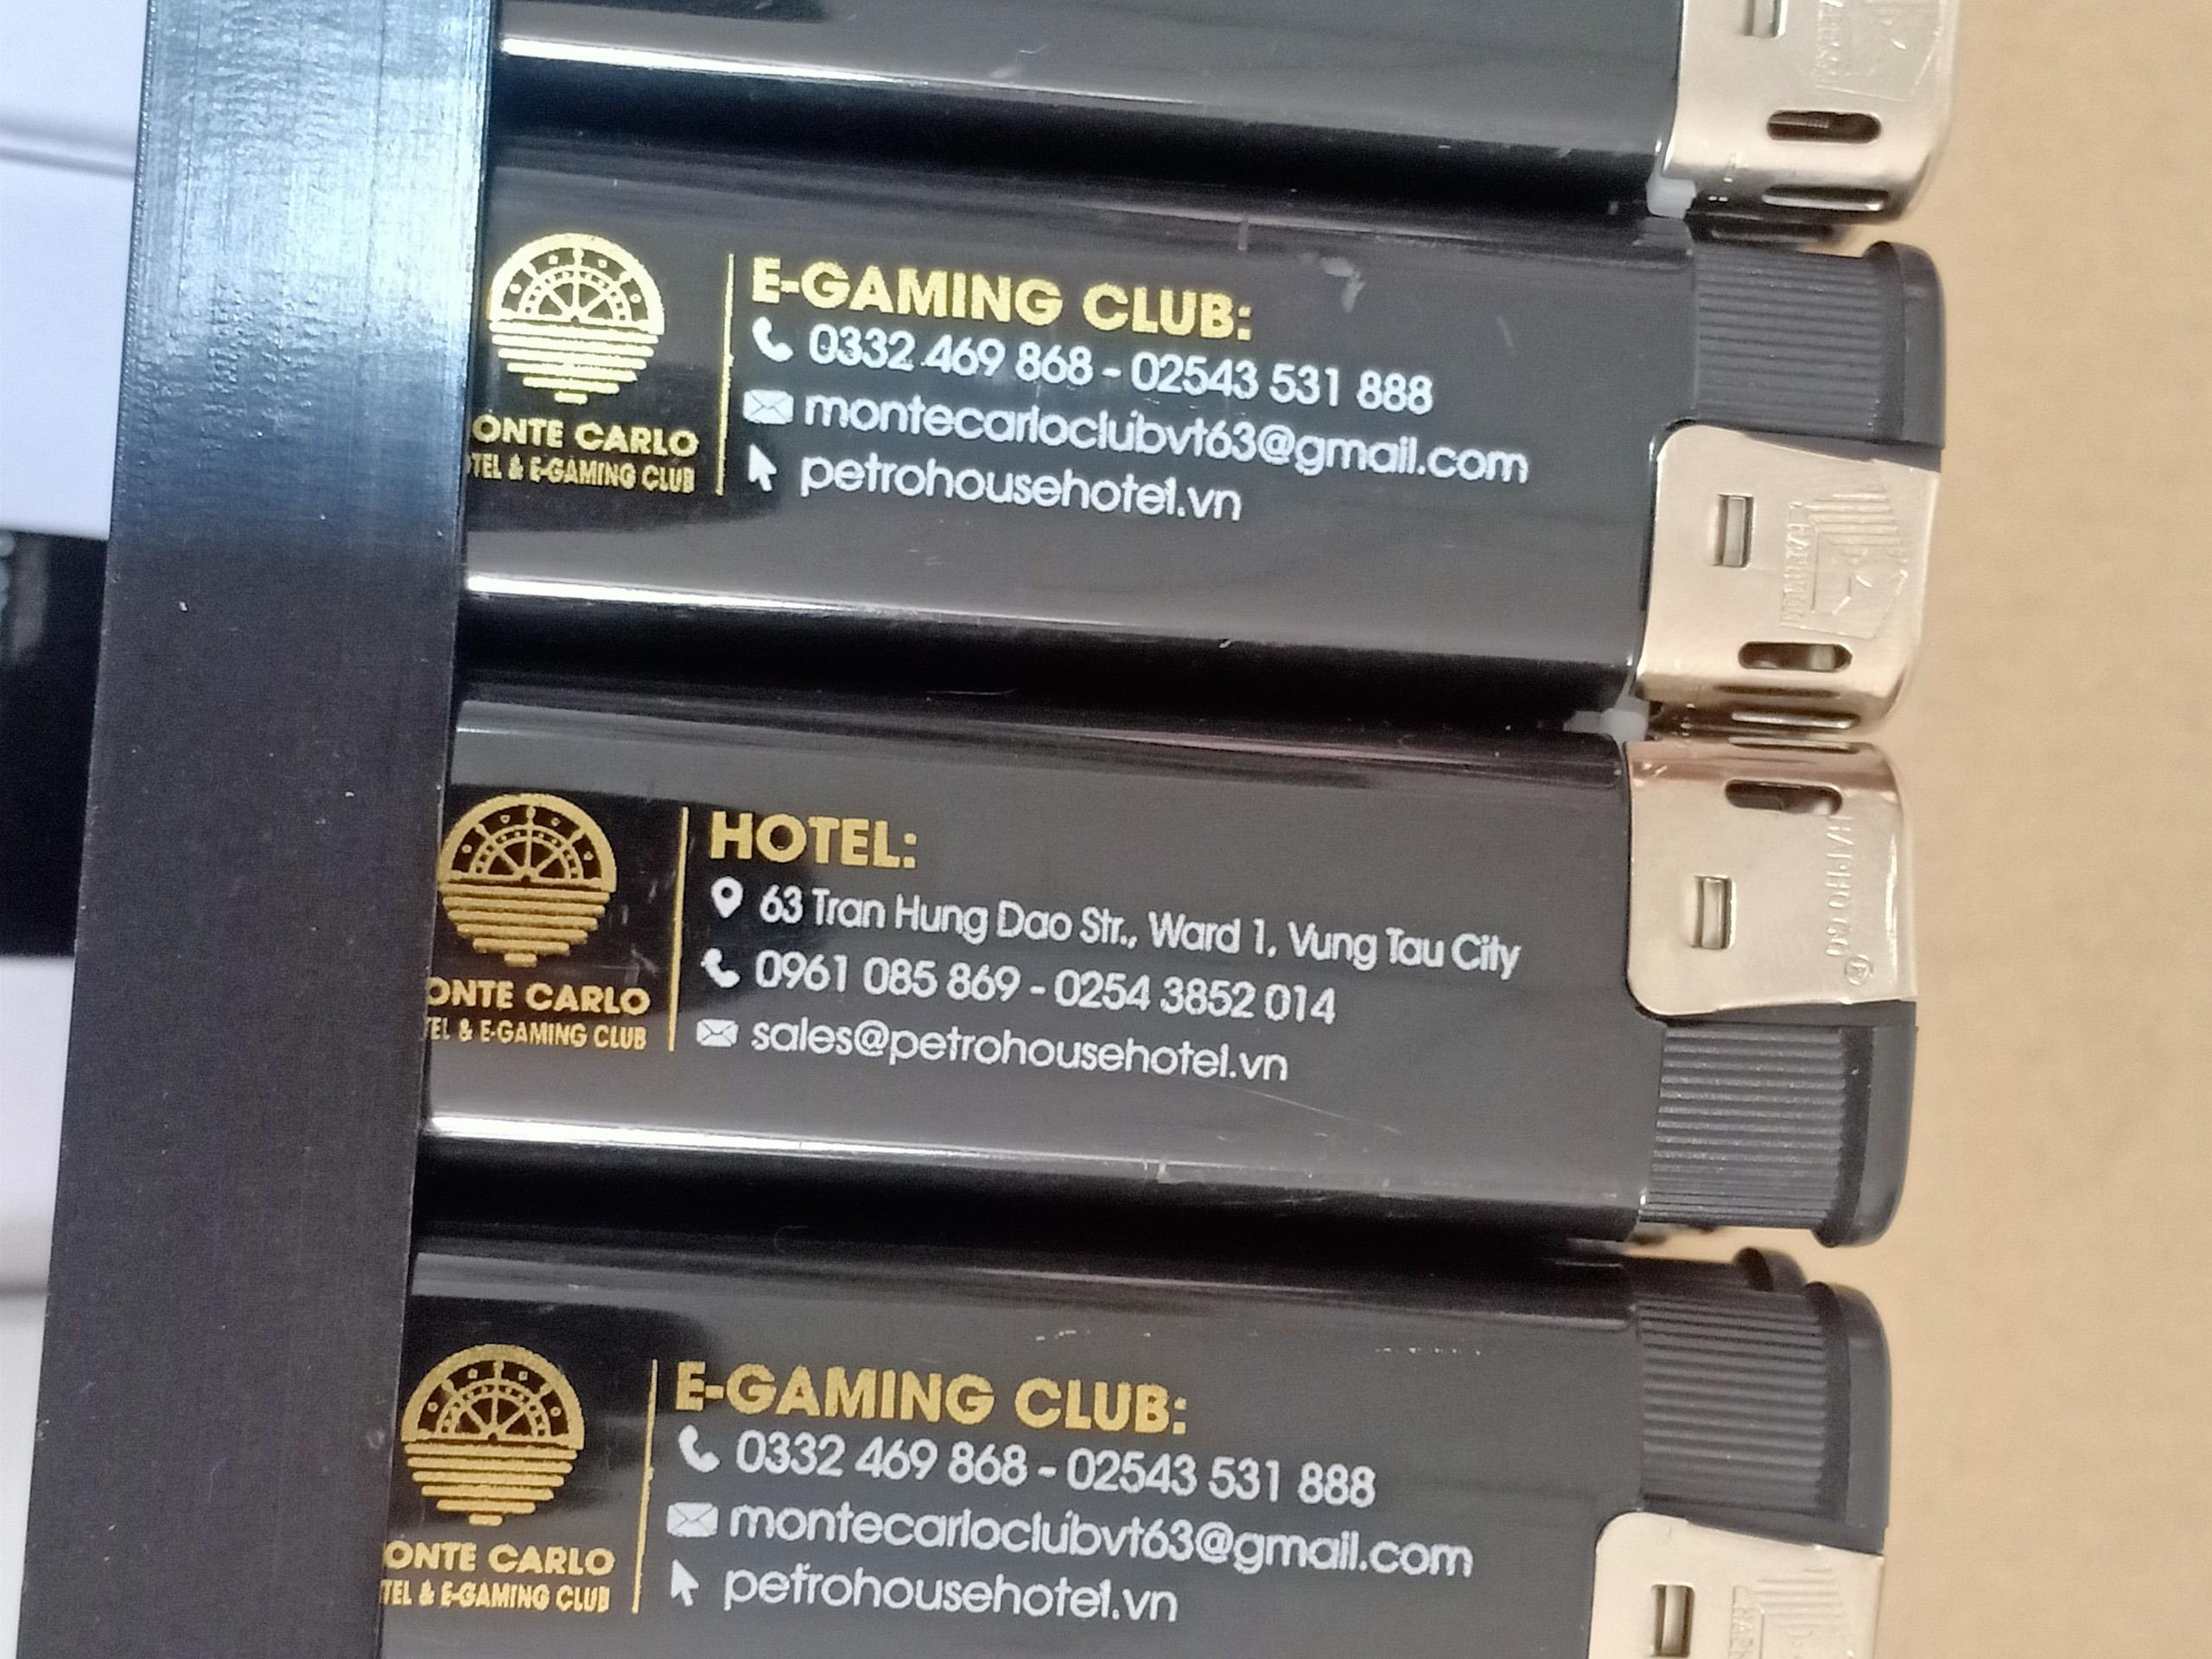 E-GAMING CLUB:
0332 469 868 - 02543 531 888
montecarloclubvt63@gmail.com
petrohousehotel.vn
ONTE CARLO
TEL & E-GAMING CLUB
HOTEL:
63 Tran Hung Dao Str., Ward 1, Vung Tau City
0961 085 869 - 0254 3852 014
sales@petrohousehotel.vn
ONTE CARLO
EL & E-GAMING CLUB
E-GAMING CLUB:
0332 469 868 - 02543 531 888
montecarloclubvt63@gmail.com
petrohousehotel.vn
ONTE CARLO
TEL & E-GAMING CLUB